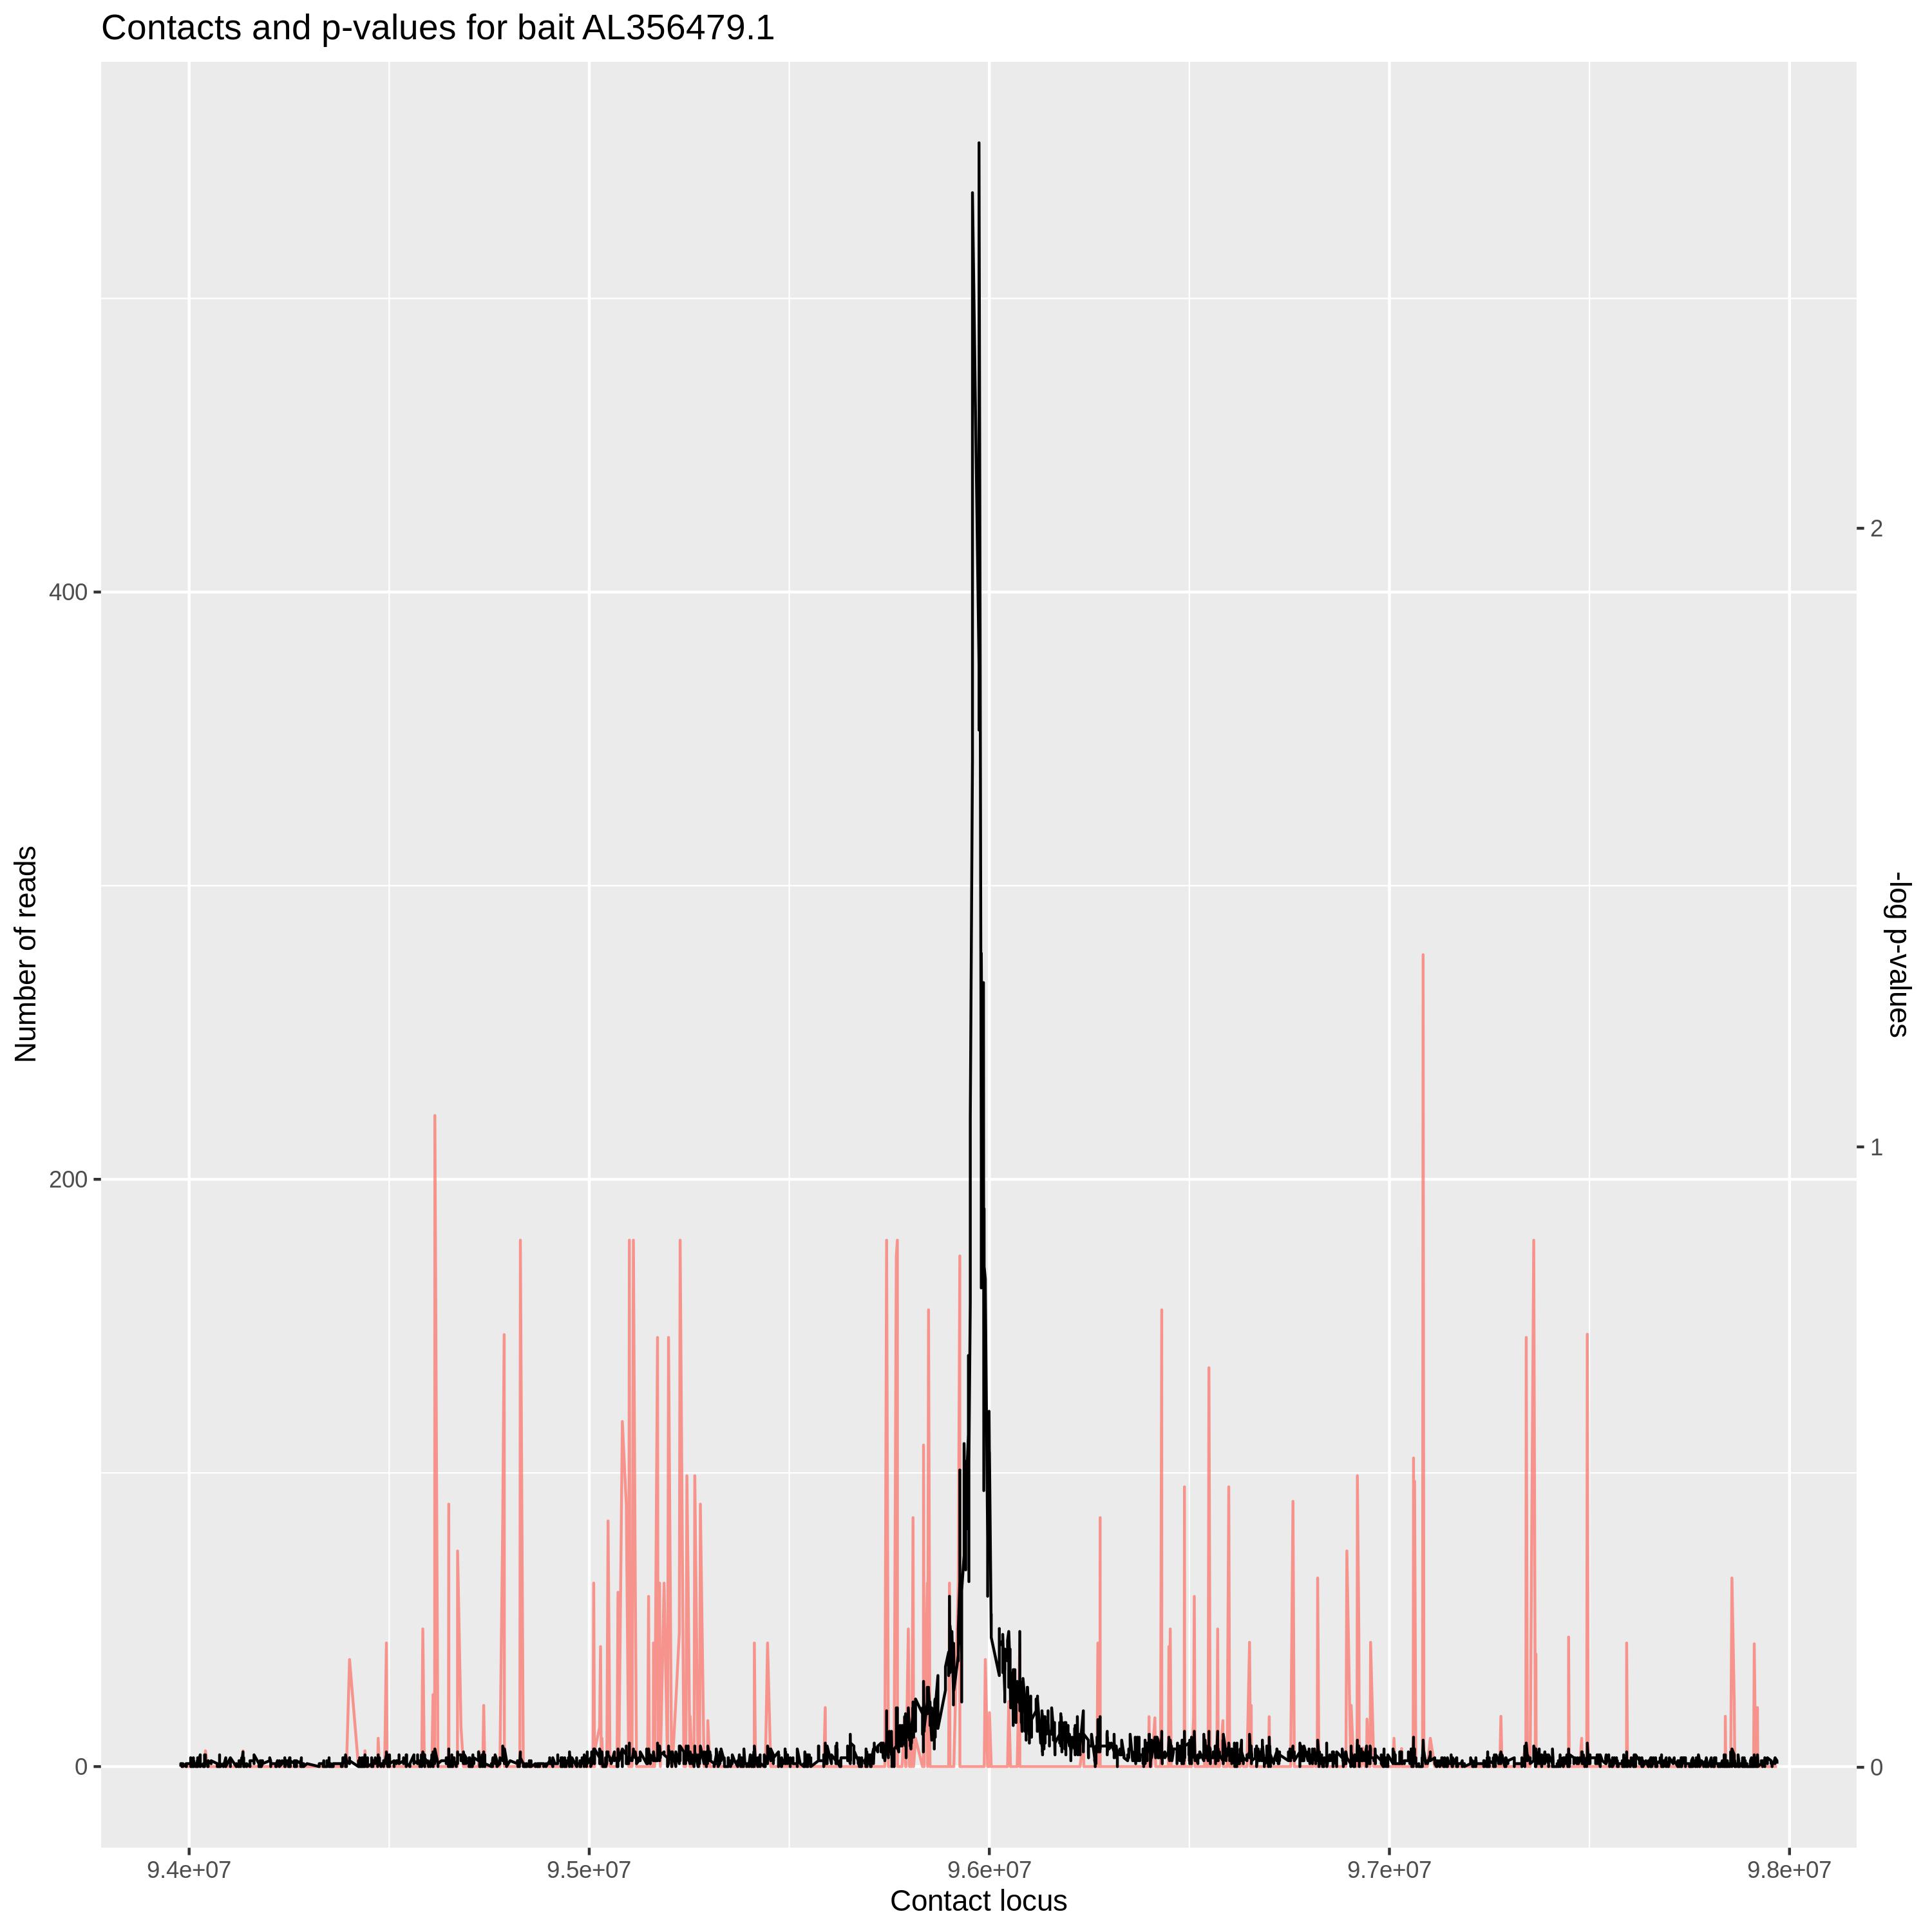 Contacts and p-values for bait AL356479.1
Number of reads
400
200
0
2
1
0
-log p-values
9.4e+07 9.5e+07 9.6e+07 9.7e+07 9.8e+07
Contact locus